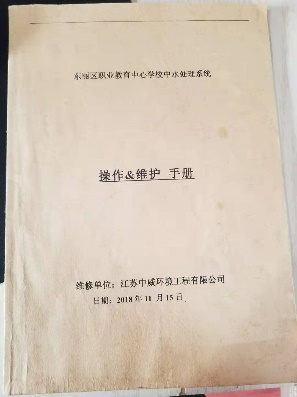 东丽区职业教育中心学校中水处理系统
操作&维护 手册
维修单位：江苏中威环境工程有限公司
日期：2018年11月15日